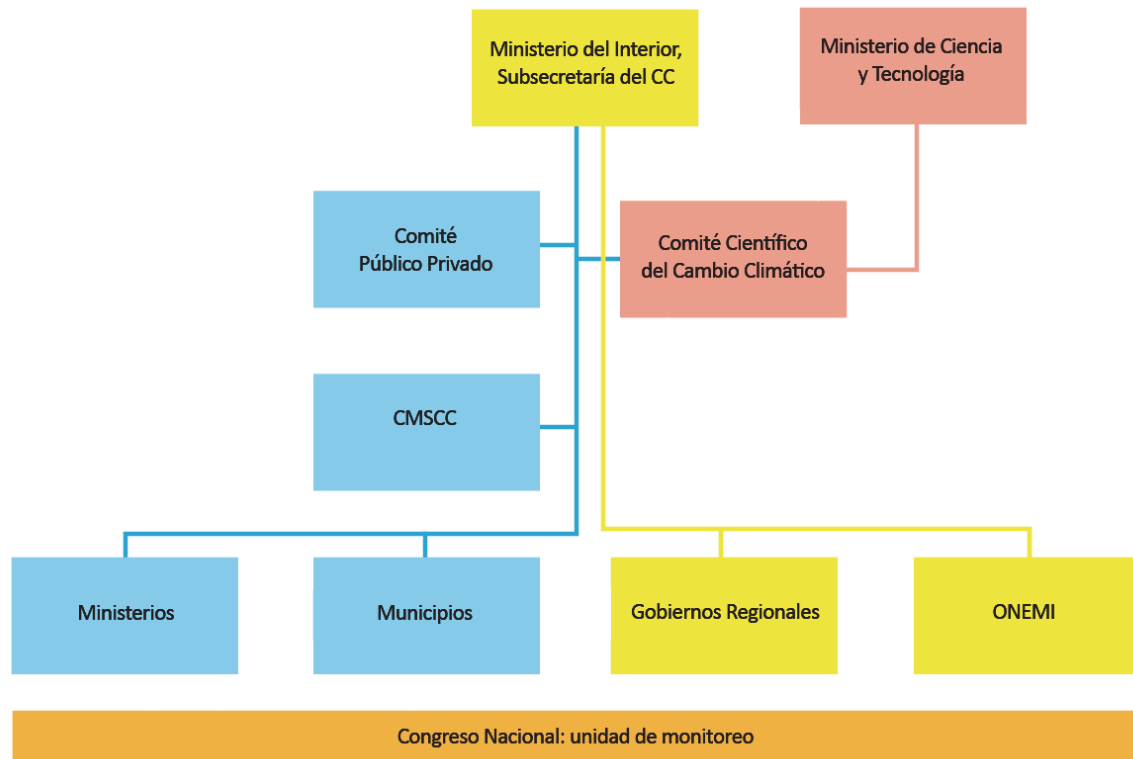 Ministerio del Interior,
Subsecretaría del CC
Ministerio de Ciencia
y Tecnología
Comité
Público Privado
Comité Científico
del Cambio Climático
CMSCC
Ministerios
Municipios
Gobiernos Regionales
ONEMI
Congreso Nacional: unidad de monitoreo